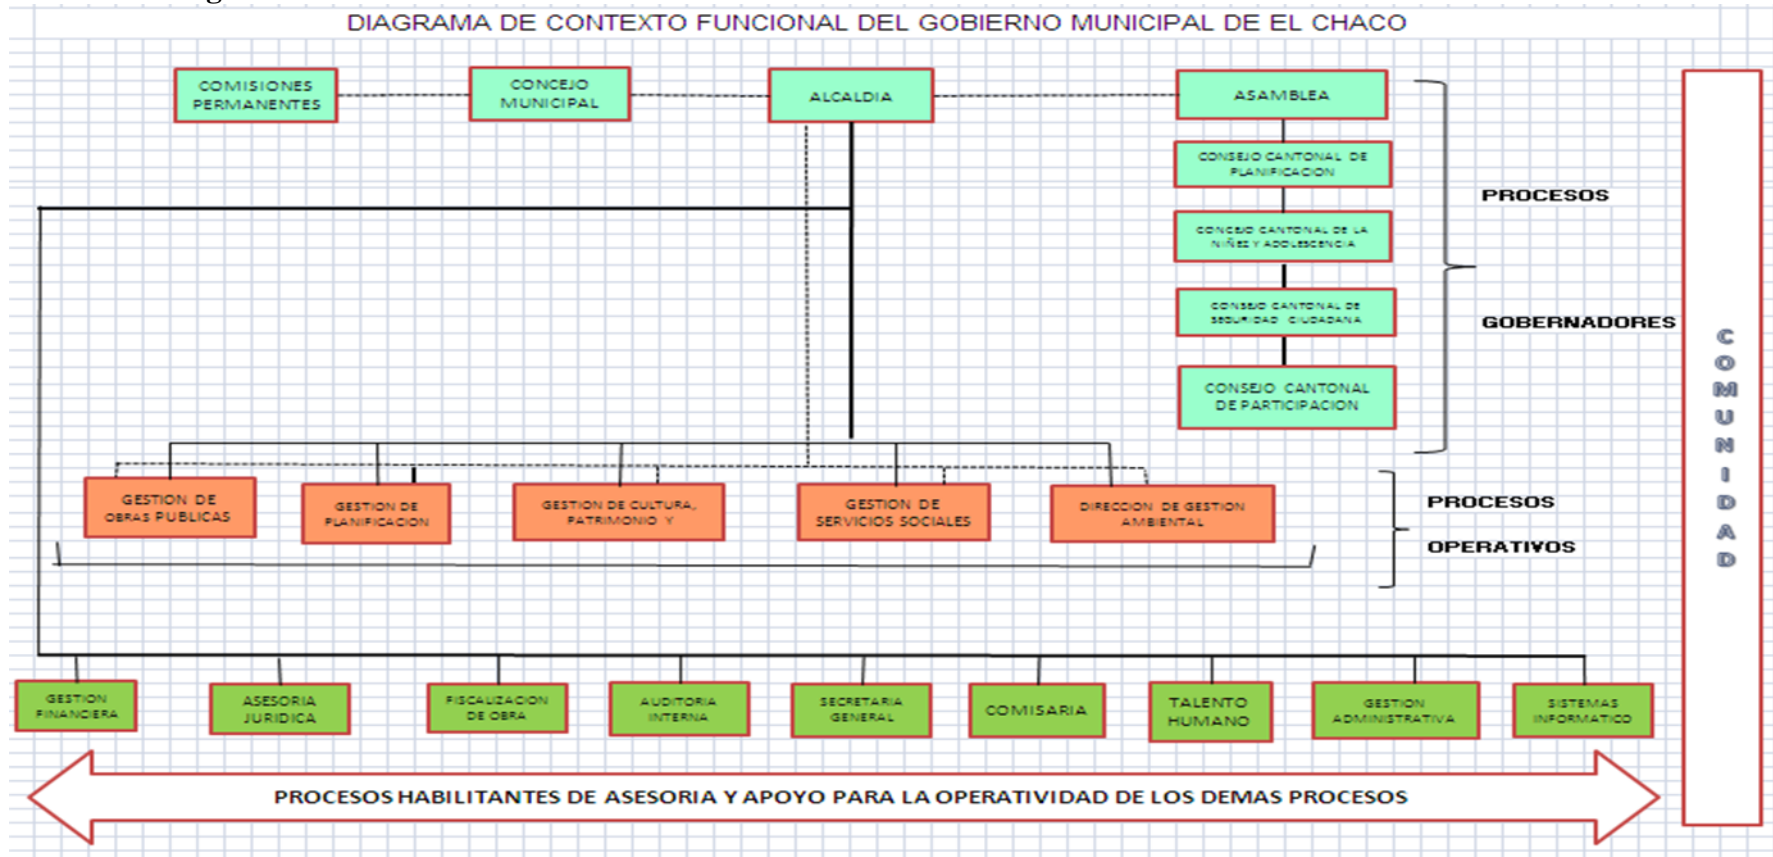 DIAGRAMA DE CONTEXTO FUNCIONAL DEL GOBIERNO MUNICIPAL DE EL CHACO
COMISIONES
PERMANENTES
CONCEJO
MUNICIPAL
ALCALDIA
ASAMBLEA
CONSEJO CANTONAL DE
PLANIFICACION
CONCEJO CANTONAL DE LA
NIÑEZ Y ADOLESCENCIA
CONSEJO CANTONAL DE
SEGURIDAD CIUDADANA
CONSEJO CANTONAL
DE PARTICIPACION
PROCESOS
GOBERNADORES
GESTION DE
OBRAS PUBLICAS
GESTION DE
PLANIFICACION
GESTION DE CULTURA,
PATRIMONIO Y
GESTION DE
SERVICIOS SOCIALES
DIRECCION DE GESTION
AMBIENTAL
PROCESOS
OPERATIVOS
GESTION
FINANCIERA
ASESORIA
JURIDICA
FISCALIZACION
DE OBRA
AUDITORIA
INTERNA
SECRETARIA
GENERAL
COMISARIA
TALENTO
HUMANO
GESTION
ADMINISTRATIVA
SISTEMAS
INFORMATICO
PROCESOS HABILITANTES DE ASESORIA Y APOYO PARA LA OPERATIVIDAD DE LOS DEMAS PROCESOS
COMUNIDAD